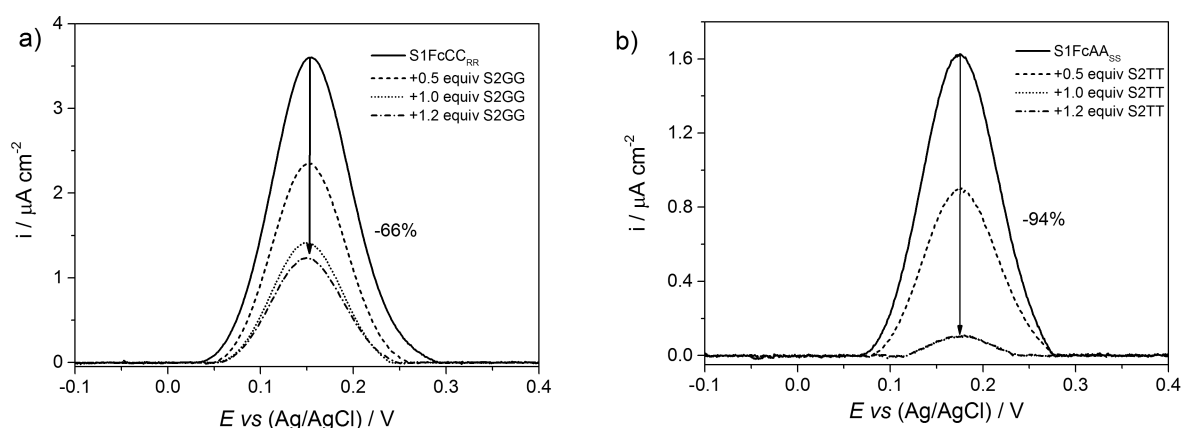 a)
S1FcCC_RR
+0.5 equiv S2GG
+1.0 equiv S2GG
+1.2 equiv S2GG
-66%
i / µA cm⁻²
4
3
2
1
0
-0.1
0.0
0.1
0.2
0.3
0.4
E vs (Ag/AgCl) / V
b)
S1FcAA_SS
+0.5 equiv S2TT
+1.0 equiv S2TT
+1.2 equiv S2TT
-94%
i / µA cm⁻²
1.6
1.2
0.8
0.4
0.0
-0.1
0.0
0.1
0.2
0.3
0.4
E vs (Ag/AgCl) / V